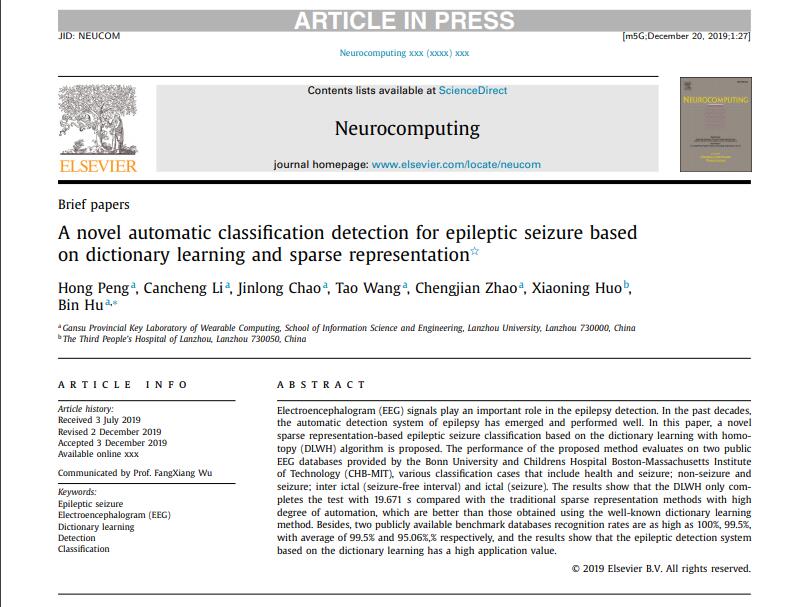 ARTICLE IN PRESS
JID: NEUCOM
[m5G;December 20, 2019;1:27]
Neurocomputing xxx (xxxx) xxx
Contents lists available at ScienceDirect
Neurocomputing
journal homepage: www.elsevier.com/locate/neucom
ELSEVIER
NEUROCOMPUTING
Brief papers
A novel automatic classification detection for epileptic seizure based
on dictionary learning and sparse representation☆
Hong Peng a, Cancheng Li a, Jinlong Chao a, Tao Wang a, Chengjian Zhao a, Xiaoning Huo b,
Bin Hu a,*
a Gansu Provincial Key Laboratory of Wearable Computing, School of Information Science and Engineering, Lanzhou University, Lanzhou 730000, China
b The Third People's Hospital of Lanzhou, Lanzhou 730050, China
ARTICLE INFO
Article history:
Received 3 July 2019
Revised 2 December 2019
Accepted 3 December 2019
Available online xxx
Communicated by Prof. FangXiang Wu
Keywords:
Epileptic seizure
Electroencephalogram (EEG)
Dictionary learning
Detection
Classification
ABSTRACT
Electroencephalogram (EEG) signals play an important role in the epilepsy detection. In the past decades,
the automatic detection system of epilepsy has emerged and performed well. In this paper, a novel
sparse representation-based epileptic seizure classification based on the dictionary learning with homo-
topy (DLWH) algorithm is proposed. The performance of the proposed method evaluates on two public
EEG databases provided by the Bonn University and Childrens Hospital Boston-Massachusetts Institute
of Technology (CHB-MIT), various classification cases that include health and seizure; non-seizure and
seizure; inter ictal (seizure-free interval) and ictal (seizure). The results show that the DLWH only com-
pletes the test with 19.671 s compared with the traditional sparse representation methods with high
degree of automation, which are better than those obtained using the well-known dictionary learning
method. Besides, two publicly available benchmark databases recognition rates are as high as 100%, 99.5%,
with average of 99.5% and 95.06%,% respectively, and the results show that the epileptic detection system
based on the dictionary learning has a high application value.
© 2019 Elsevier B.V. All rights reserved.